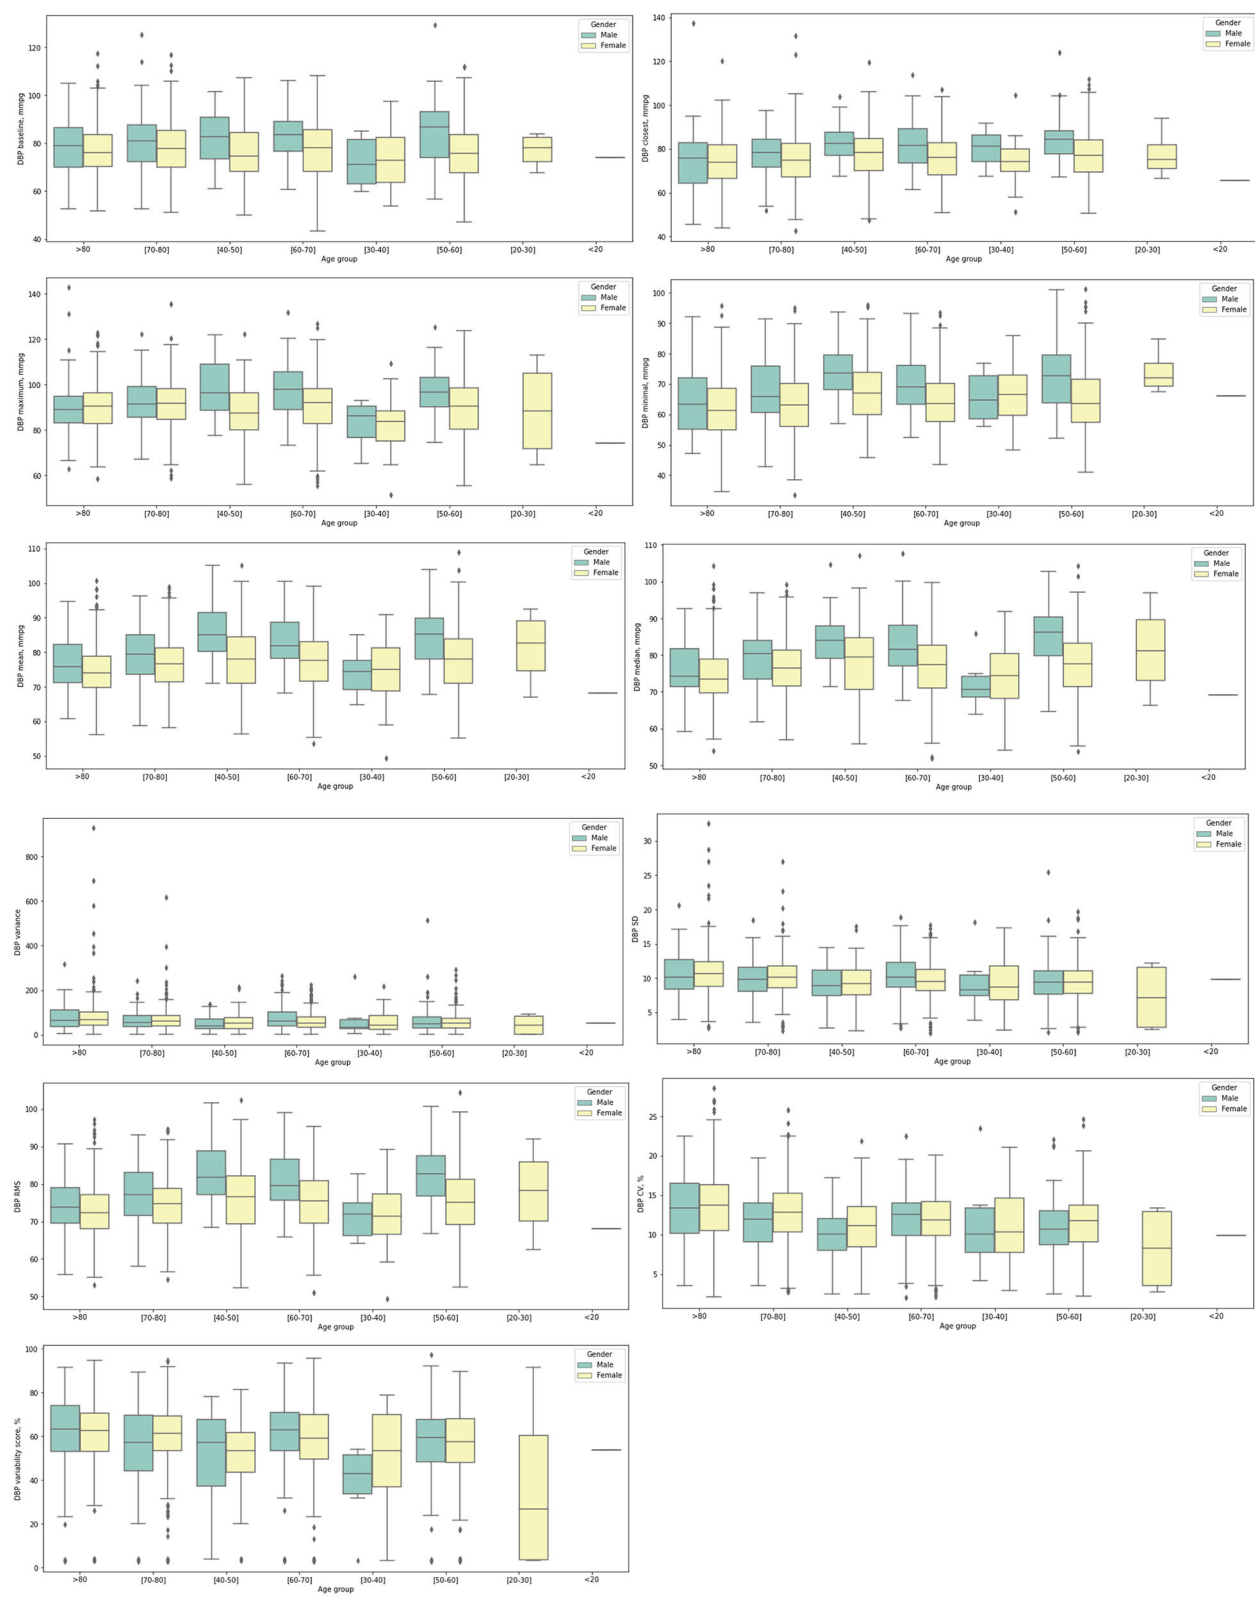 Gender
Male
Female
120
100
80
60
40
DBP baseline, mmpg
>80 [70-80] [40-50] [60-70] [30-40] [50-60] [20-30] <20
Age group
Gender
Male
Female
140
120
100
80
60
40
DBP closest, mmpg
>80 [70-80] [40-50] [60-70] [30-40] [50-60] [20-30] <20
Age group
Gender
Male
Female
140
120
100
80
60
DBP maximum, mmpg
>80 [70-80] [40-50] [60-70] [30-40] [50-60] [20-30] <20
Age group
Gender
Male
Female
100
90
80
70
60
50
40
DBP minimal, mmpg
>80 [70-80] [40-50] [60-70] [30-40] [50-60] [20-30] <20
Age group
Gender
Male
Female
110
100
90
80
70
60
50
DBP mean, mmpg
>80 [70-80] [40-50] [60-70] [30-40] [50-60] [20-30] <20
Age group
Gender
Male
Female
110
100
90
80
70
60
50
DBP median, mmpg
>80 [70-80] [40-50] [60-70] [30-40] [50-60] [20-30] <20
Age group
Gender
Male
Female
800
600
400
200
0
DBP variance
>80 [70-80] [40-50] [60-70] [30-40] [50-60] [20-30] <20
Age group
Gender
Male
Female
30
25
20
15
10
5
DBP SD
>80 [70-80] [40-50] [60-70] [30-40] [50-60] [20-30] <20
Age group
Gender
Male
Female
100
90
80
70
60
50
DBP RMS
>80 [70-80] [40-50] [60-70] [30-40] [50-60] [20-30] <20
Age group
Gender
Male
Female
25
20
15
10
5
DBP CV, %
>80 [70-80] [40-50] [60-70] [30-40] [50-60] [20-30] <20
Age group
Gender
Male
Female
100
80
60
40
20
0
DBP variability score, %
>80 [70-80] [40-50] [60-70] [30-40] [50-60] [20-30] <20
Age group